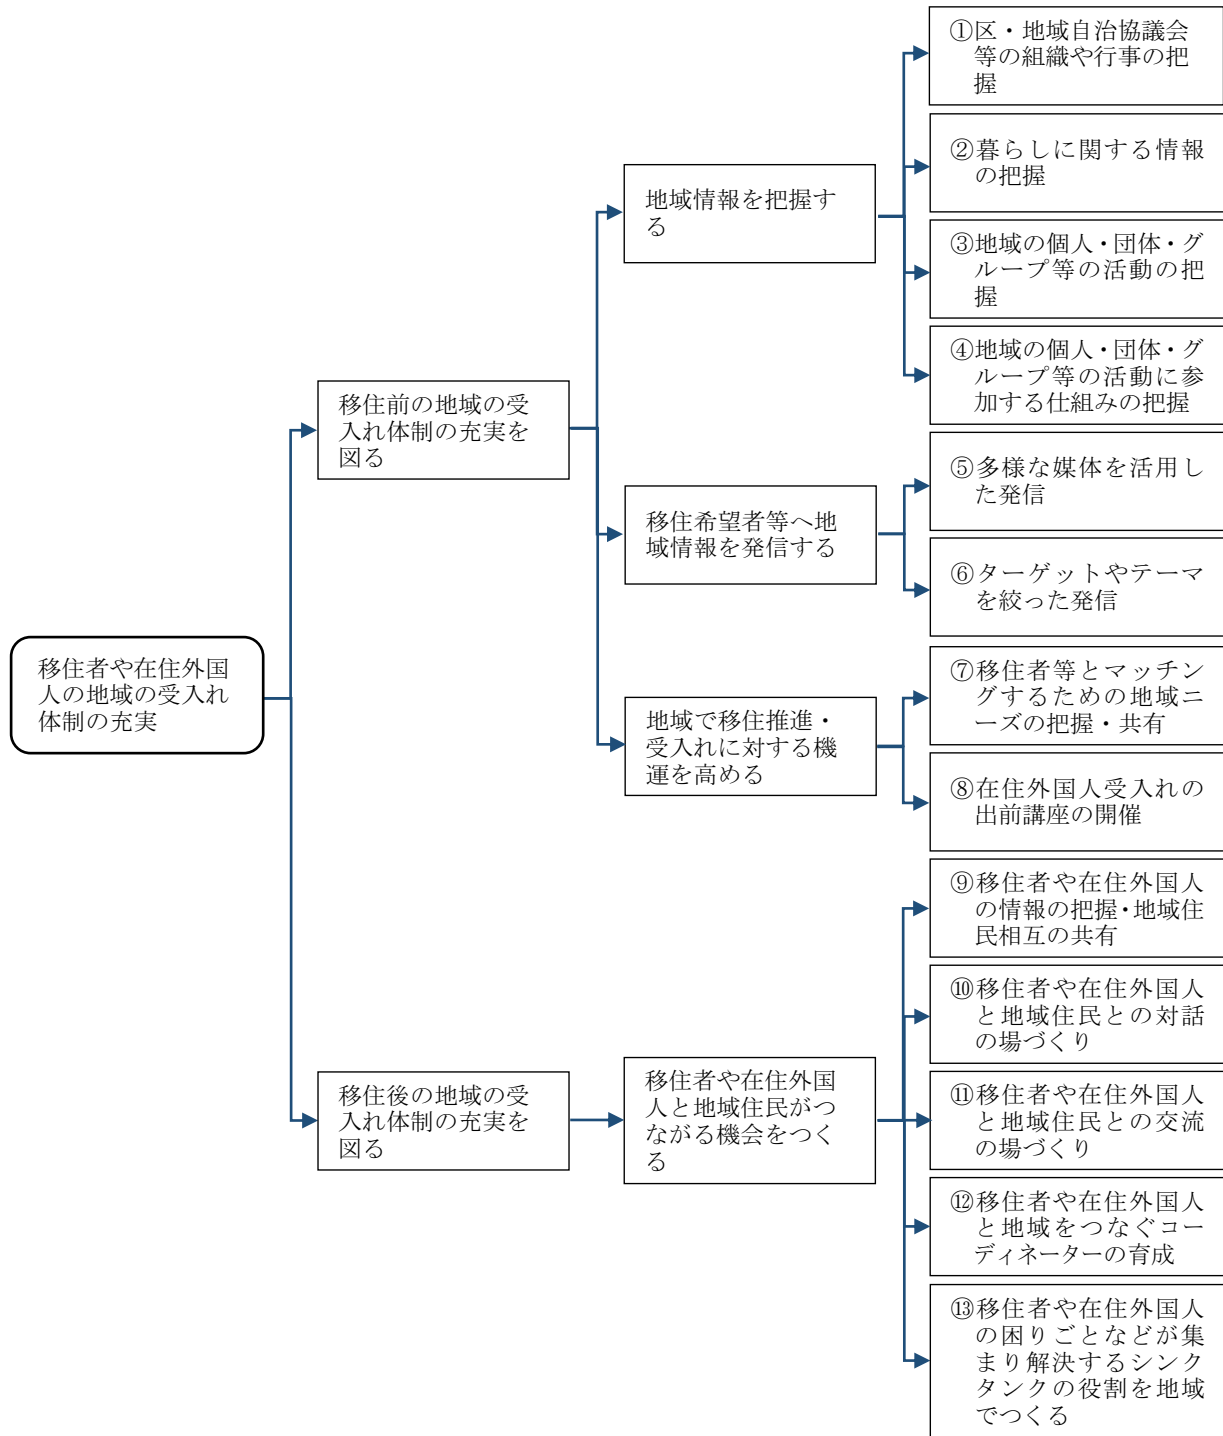 移住者や在住外国
人の地域の受入れ
体制の充実
移住前の地域の受
入れ体制の充実を
図る
地域情報を把握す
る
①区・地域自治協議会
等の組織や行事の把
握
②暮らしに関する情報
の把握
③地域の個人・団体・グ
ループ等の活動の把
握
④地域の個人・団体・グ
ループ等の活動に参
加する仕組みの把握
移住希望者等へ地
域情報を発信する
⑤多様な媒体を活用し
た発信
⑥ターゲットやテーマ
を絞った発信
地域で移住推進・
受入れに対する機
運を高める
⑦移住者等とマッチン
グするための地域ニ
ーズの把握・共有
⑧在住外国人受入れの
出前講座の開催
移住後の地域の受
入れ体制の充実を
図る
移住者や在住外国
人と地域住民がつ
ながる機会をつく
る
⑨移住者や在住外国人
の情報の把握・地域住
民相互の共有
⑩移住者や在住外国人
と地域住民との対話
の場づくり
⑪移住者や在住外国人
と地域住民との交流
の場づくり
⑫移住者や在住外国人
と地域をつなぐコー
ディネーターの育成
⑬移住者や在住外国人
の困りごとなどが集
まり解決するシンク
タンクの役割を地域
でつくる